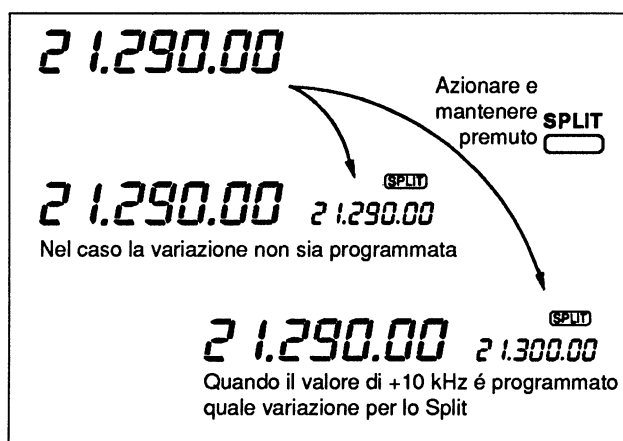 21.290.00
Azionare e
mantenere
premuto SPLIT
SPLIT
21.290.00 21.290.00
Nel caso la variazione non sia programmata
SPLIT
21.290.00 21.300.00
Quando il valore di +10 kHz é programmato
quale variazione per lo Split